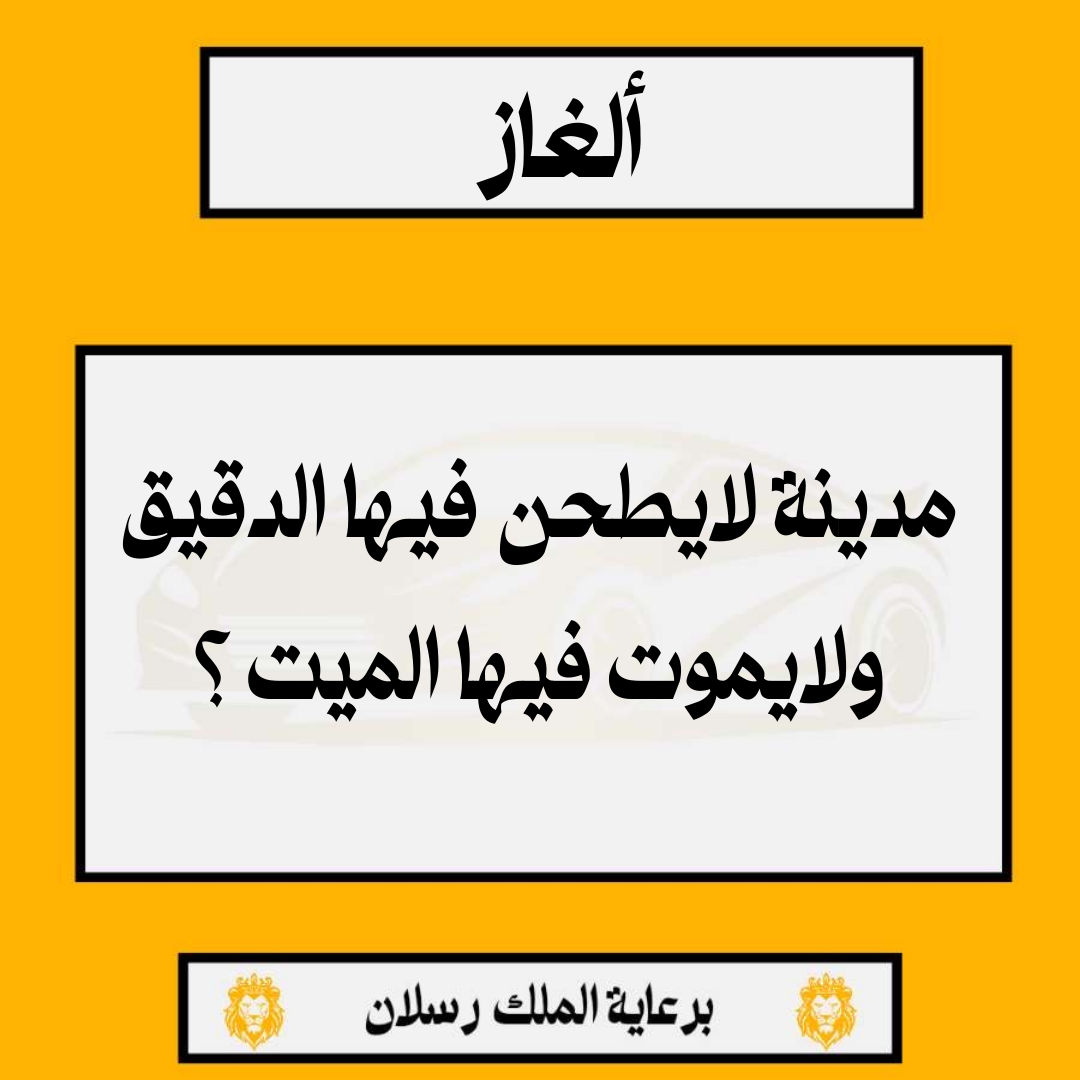 ألغاز
مدينة لايطحن فيها الدقيق
ولايموت فيها الميت ؟
برعاية الملك رسلان